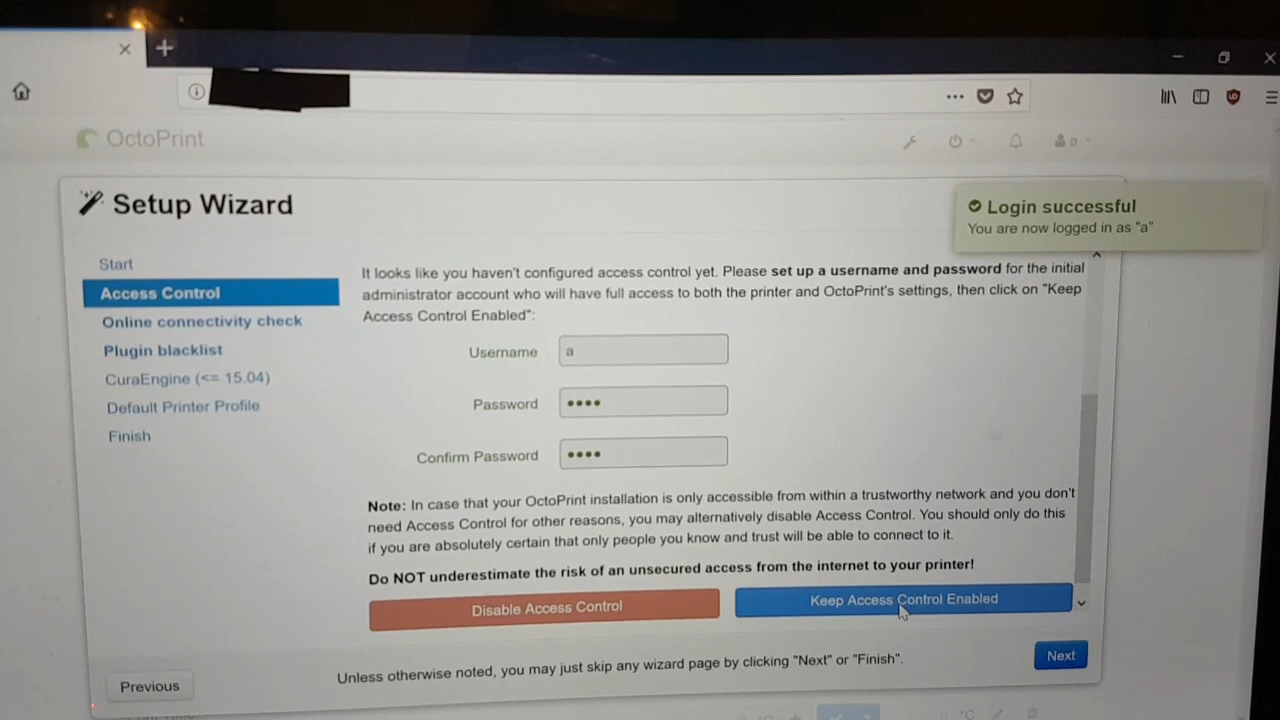 OctoPrint
a
Setup Wizard
Login successful
You are now logged in as "a"
Start
Access Control
Online connectivity check
Plugin blacklist
CuraEngine (<= 15.04)
Default Printer Profile
Finish
It looks like you haven't configured access control yet. Please set up a username and password for the initial
administrator account who will have full access to both the printer and OctoPrint's settings, then click on "Keep
Access Control Enabled":
Username a
Password ••••
Confirm Password ••••
Note: In case that your OctoPrint installation is only accessible from within a trustworthy network and you don't
need Access Control for other reasons, you may alternatively disable Access Control. You should only do this
if you are absolutely certain that only people you know and trust will be able to connect to it.
Do NOT underestimate the risk of an unsecured access from the internet to your printer!
Disable Access Control
Keep Access Control Enabled
Previous
Unless otherwise noted, you may just skip any wizard page by clicking "Next" or "Finish".
Next